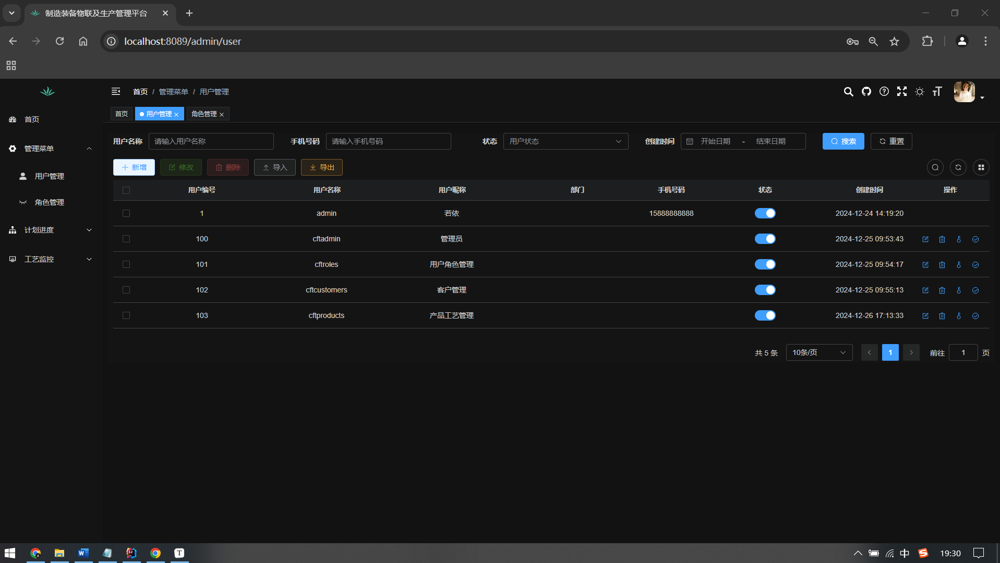 制造装备物联及生产管理平台
localhost:8089/admin/user
首页 / 管理菜单 / 用户管理
首页 用户管理 角色管理
首页
管理菜单
用户管理
角色管理
计划进度
工艺监控
用户名称 请输入用户名称 手机号码 请输入手机号码 状态 用户状态 创建时间 开始日期 - 结束日期 搜索 重置
新增 修改 删除 导入 导出
用户编号 用户名称 用户昵称 部门 手机号码 状态 创建时间 操作
1 admin 若依 15888888888 2024-12-24 14:19:20
100 cftadmin 管理员 2024-12-25 09:53:43
101 cftroles 用户角色管理 2024-12-25 09:54:17
102 cftcustomers 客户管理 2024-12-25 09:55:13
103 cftproducts 产品工艺管理 2024-12-26 17:13:33
共 5 条 10条/页 1 前往 1 页
中 19:30